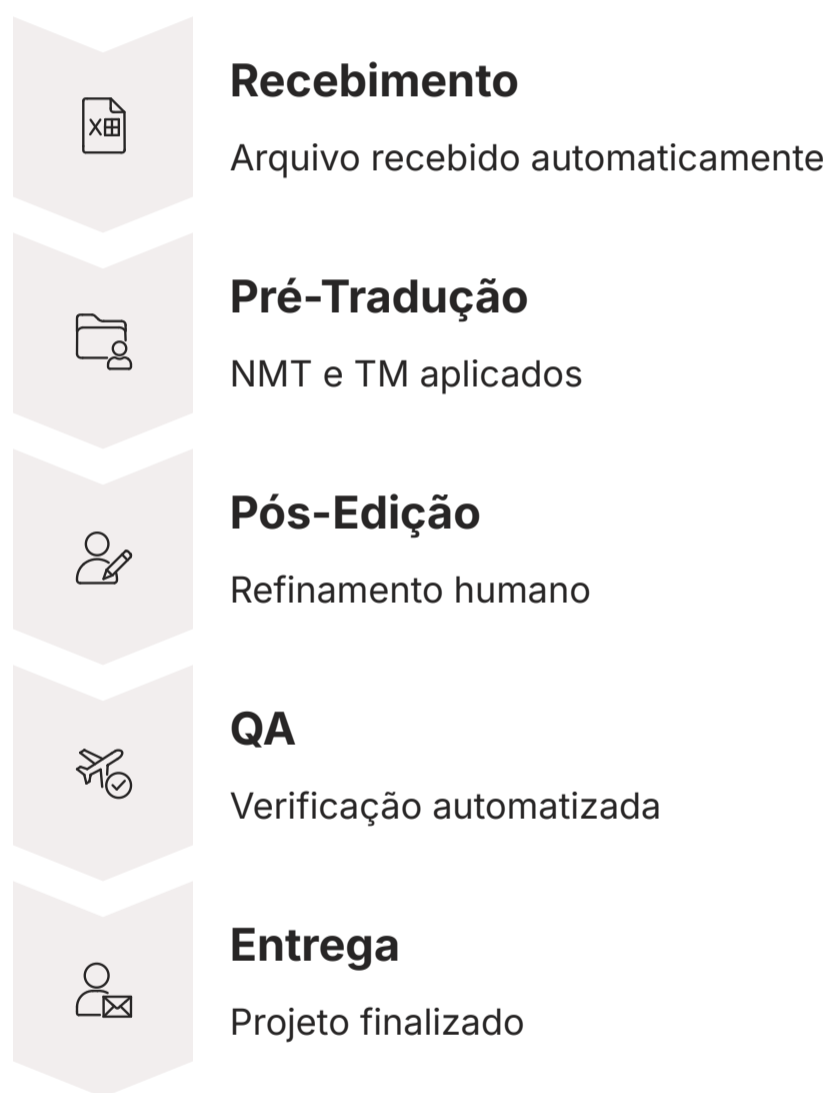 Recebimento
Arquivo recebido automaticamente
Pré-Tradução
NMT e TM aplicados
Pós-Edição
Refinamento humano
QA
Verificação automatizada
Entrega
Projeto finalizado